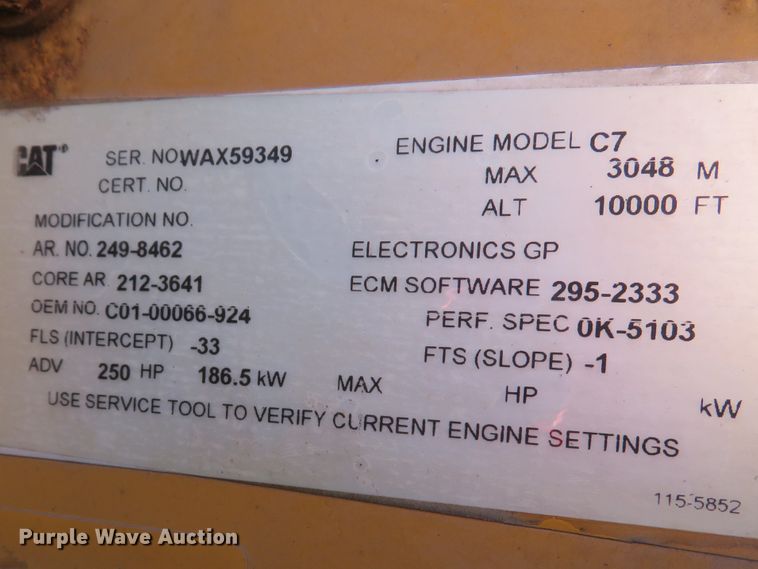 CAT® SER. NO WAX59349 ENGINE MODEL C7
CERT. NO. MAX 3048 M
MODIFICATION NO. ALT 10000 FT
AR. NO. 249-8462 ELECTRONICS GP
CORE AR 212-3641 ECM SOFTWARE 295-2333
OEM NO. C01-00066-924 PERF. SPEC 0K-5103
FLS (INTERCEPT) -33 FTS (SLOPE) -1
ADV 250 HP 186.5 kW MAX HP kW
USE SERVICE TOOL TO VERIFY CURRENT ENGINE SETTINGS
115-5852
Purple Wave Auction